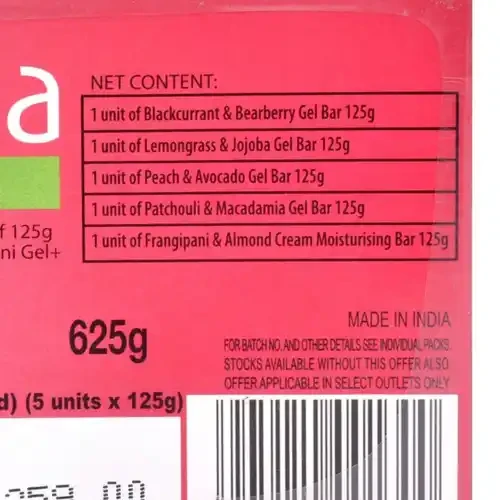 a
NET CONTENT:
1 unit of Blackcurrant & Bearberry Gel Bar 125g
1 unit of Lemongrass & Jojoba Gel Bar 125g
1 unit of Peach & Avocado Gel Bar 125g
1 unit of Patchouli & Macadamia Gel Bar 125g
1 unit of Frangipani & Almond Cream Moisturising Bar 125g
f 125g
ni Gel+
625g
MADE IN INDIA
FOR BATCH NO. AND OTHER DETAILS SEE INDIVIDUAL PACKS.
STOCKS AVAILABLE WITHOUT THIS OFFER ALSO.
OFFER APPLICABLE IN SELECT OUTLETS ONLY
d) (5 units x 125g)